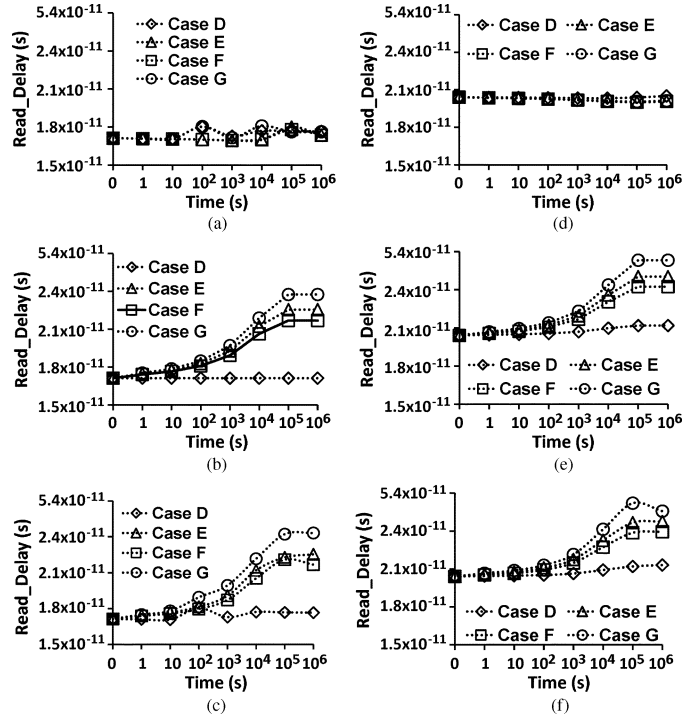 5.4x10⁻¹¹
2.4x10⁻¹¹
2.1x10⁻¹¹
1.8x10⁻¹¹
1.5x10⁻¹¹
Read_Delay (s)
Case D
Case E
Case F
Case G
0 1 10 10² 10³ 10⁴ 10⁵ 10⁶
Time (s)
(a)
5.4x10⁻¹¹
2.4x10⁻¹¹
2.1x10⁻¹¹
1.8x10⁻¹¹
1.5x10⁻¹¹
Read_Delay (s)
Case D Case E
Case F Case G
0 1 10 10² 10³ 10⁴ 10⁵ 10⁶
Time (s)
(d)
5.4x10⁻¹¹
2.4x10⁻¹¹
2.1x10⁻¹¹
1.8x10⁻¹¹
1.5x10⁻¹¹
Read_Delay (s)
Case D
Case E
Case F
Case G
0 1 10 10² 10³ 10⁴ 10⁵ 10⁶
Time (s)
(b)
5.4x10⁻¹¹
2.4x10⁻¹¹
2.1x10⁻¹¹
1.8x10⁻¹¹
1.5x10⁻¹¹
Read_Delay (s)
Case D Case E
Case F Case G
0 1 10 10² 10³ 10⁴ 10⁵ 10⁶
Time (s)
(e)
5.4x10⁻¹¹
2.4x10⁻¹¹
2.1x10⁻¹¹
1.8x10⁻¹¹
1.5x10⁻¹¹
Read_Delay (s)
Case D
Case E
Case F
Case G
0 1 10 10² 10³ 10⁴ 10⁵ 10⁶
Time (s)
(c)
5.4x10⁻¹¹
2.4x10⁻¹¹
2.1x10⁻¹¹
1.8x10⁻¹¹
1.5x10⁻¹¹
Read_Delay (s)
Case D Case E
Case F Case G
0 1 10 10² 10³ 10⁴ 10⁵ 10⁶
Time (s)
(f)